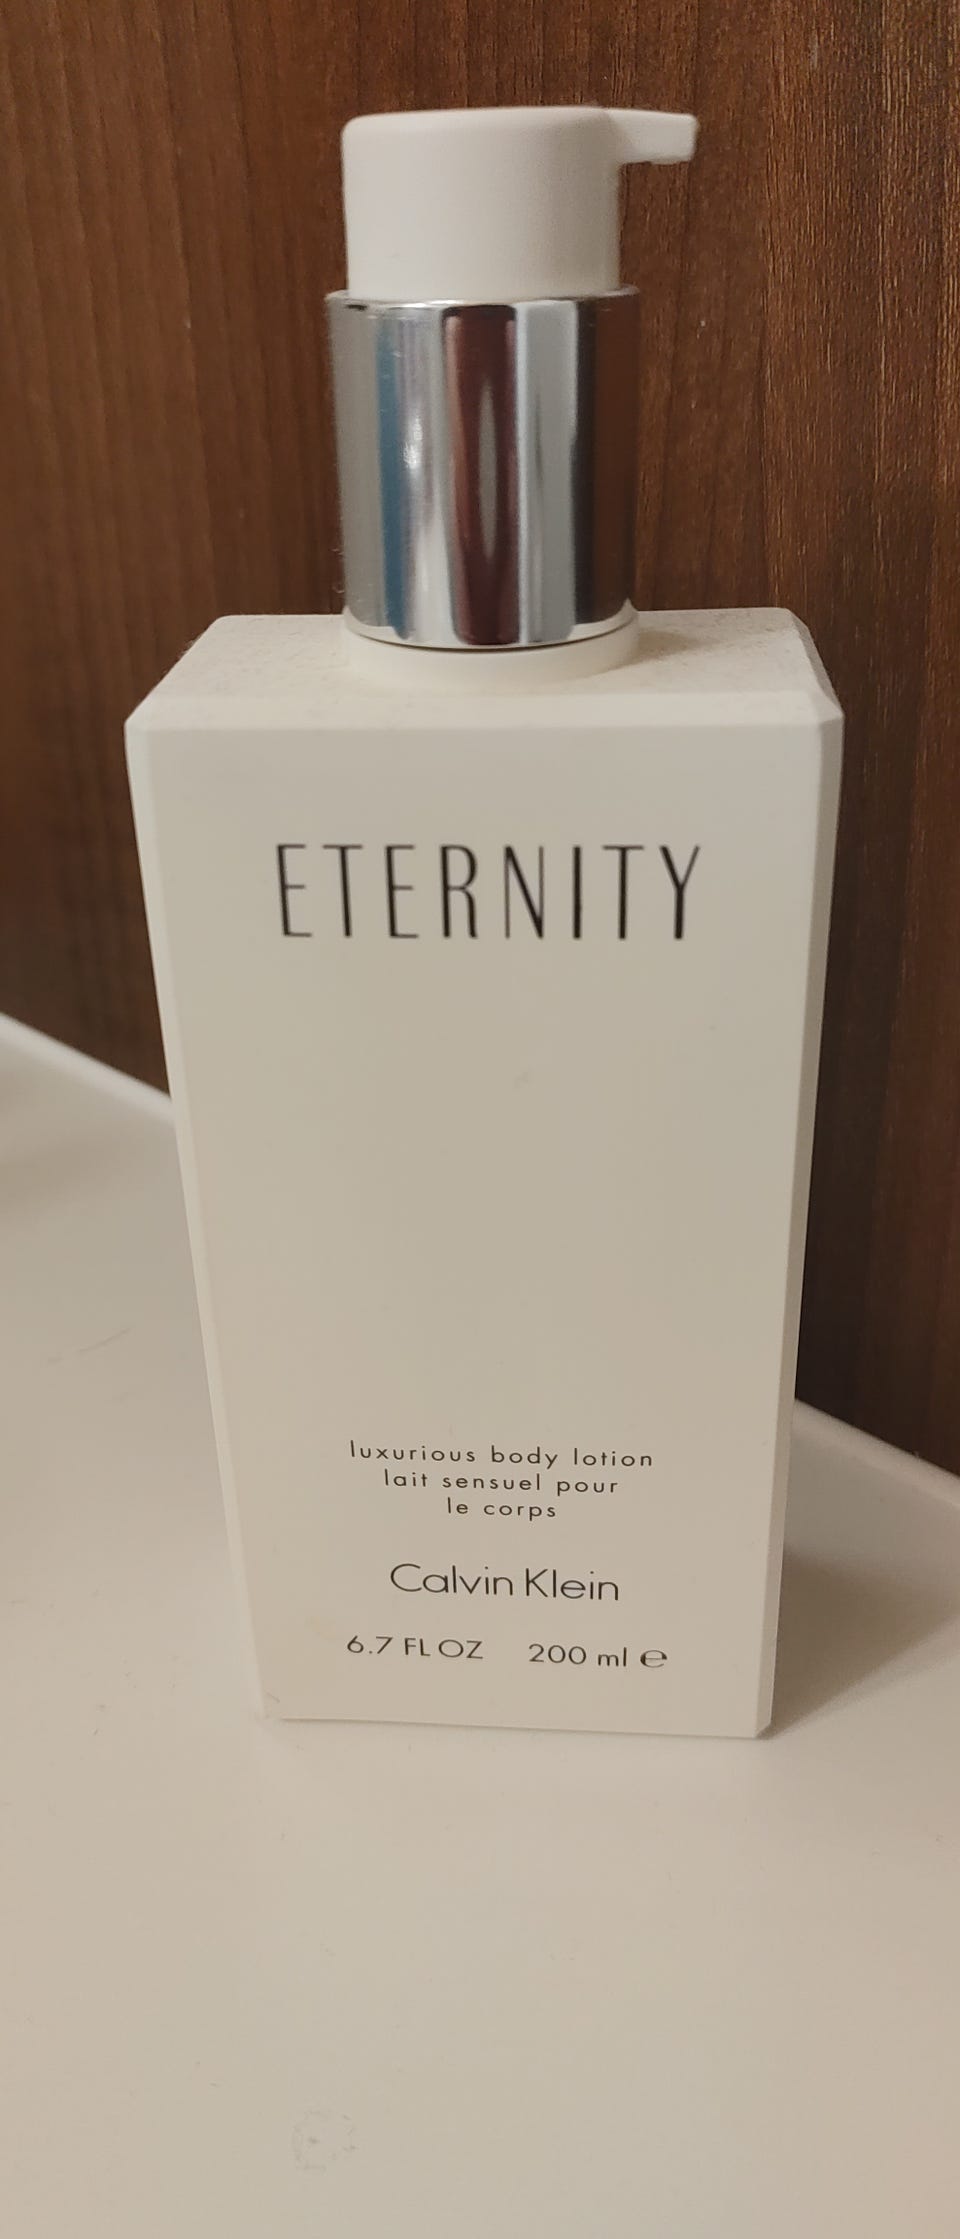 ETERNITY
luxurious body lotion
lait sensuel pour
le corps
Calvin Klein
6.7 FL OZ 200 ml ℮